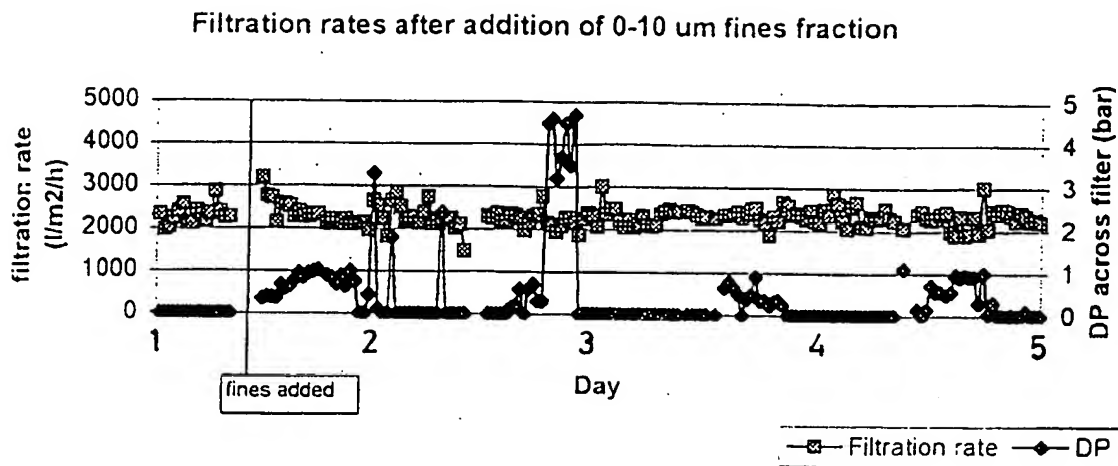 Filtration rates after addition of 0-10 um fines fraction
filtration rate
(l/m2/h)
5000
4000
3000
2000
1000
0
5
4
3
2
1
0
DP across filter (bar)
1
2
3
4
5
Day
fines added
Filtration rate
DP